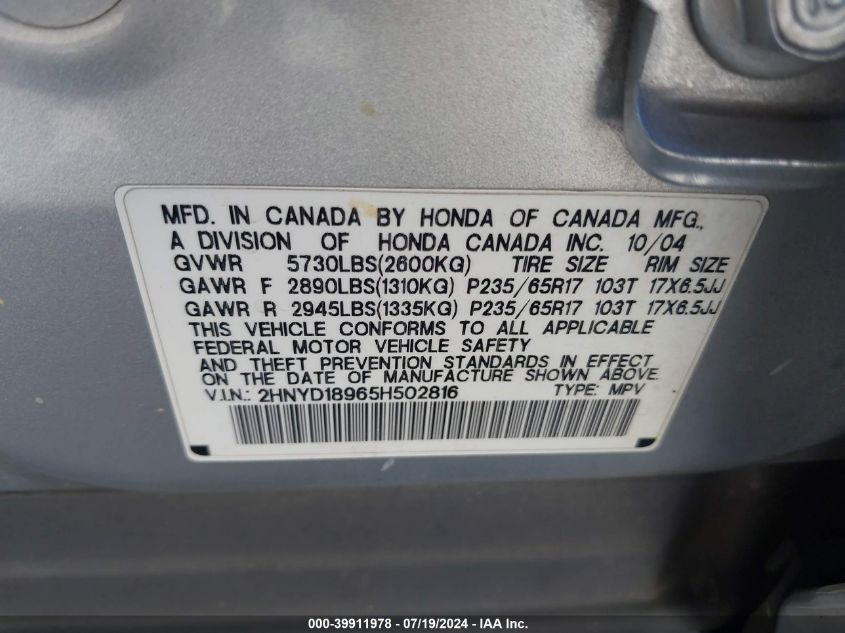 MFD. IN CANADA BY HONDA OF CANADA MFG.,
A DIVISION OF HONDA CANADA INC. 10/04
GVWR 5730LBS(2600KG) TIRE SIZE RIM SIZE
GAWR F 2890LBS(1310KG) P235/65R17 103T 17X6.5JJ
GAWR R 2945LBS(1335KG) P235/65R17 103T 17X6.5JJ
THIS VEHICLE CONFORMS TO ALL APPLICABLE
FEDERAL MOTOR VEHICLE SAFETY
AND THEFT PREVENTION STANDARDS IN EFFECT
ON THE DATE OF MANUFACTURE SHOWN ABOVE.
V.I.N.: 2HNYD18965H502816 TYPE: MPV
000-39911978 - 07/19/2024 - IAA Inc.